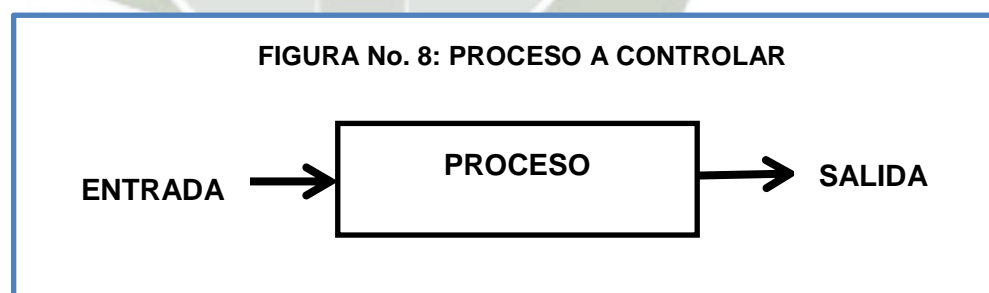 FIGURA No. 8: PROCESO A CONTROLAR
PROCESO
ENTRADA
SALIDA